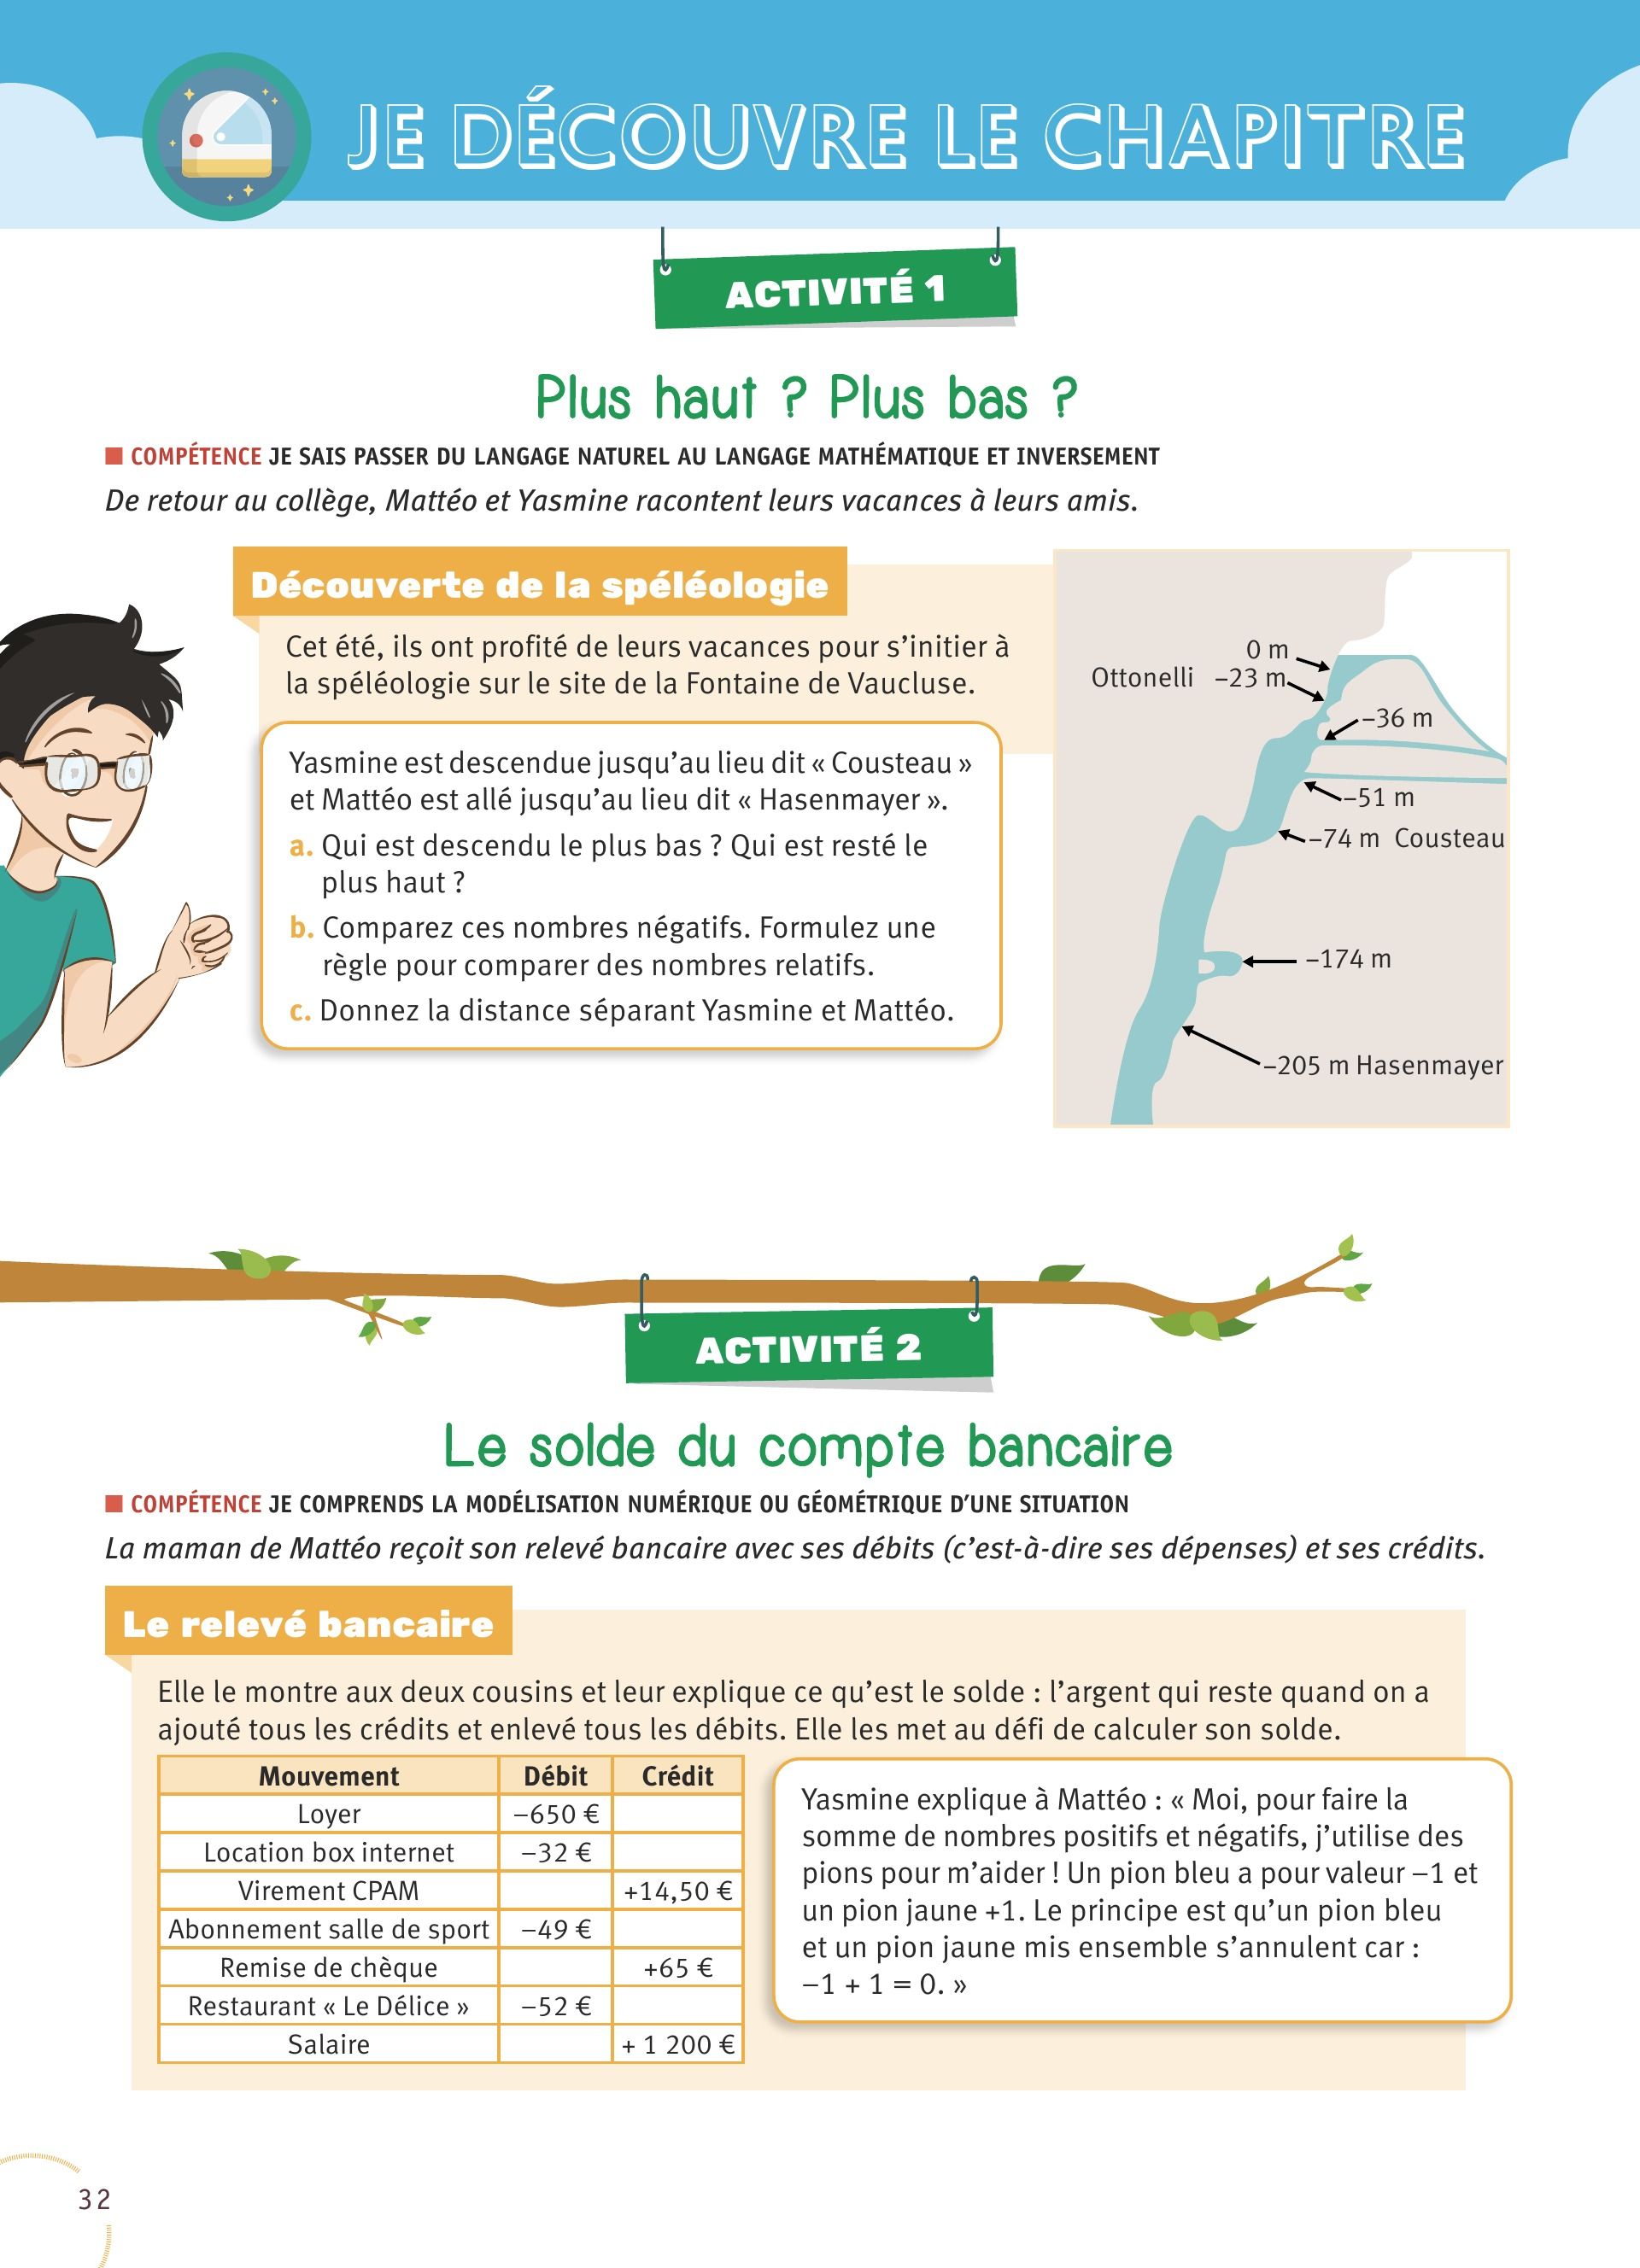 JE DÉCOUVRE LE CHAPITRE
ACTIVITÉ 1
Plus haut ? Plus bas ?
COMPÉTENCE JE SAIS PASSER DU LANGAGE NATUREL AU LANGAGE MATHÉMATIQUE ET INVERSEMENT
De retour au collège, Mattéo et Yasmine racontent leurs vacances à leurs amis.
Découverte de la spéléologie
Cet été, ils ont profité de leurs vacances pour s’initier à
la spéléologie sur le site de la Fontaine de Vaucluse.
Yasmine est descendue jusqu’au lieu dit « Cousteau »
et Mattéo est allé jusqu’au lieu dit « Hasenmayer ».
a. Qui est descendu le plus bas ? Qui est resté le
plus haut ?
b. Comparez ces nombres négatifs. Formulez une
règle pour comparer des nombres relatifs.
c. Donnez la distance séparant Yasmine et Mattéo.
0 m
Ottonelli –23 m
–36 m
–51 m
–74 m Cousteau
–174 m
–205 m Hasenmayer
ACTIVITÉ 2
Le solde du compte bancaire
COMPÉTENCE JE COMPRENDS LA MODÉLISATION NUMÉRIQUE OU GÉOMÉTRIQUE D’UNE SITUATION
La maman de Mattéo reçoit son relevé bancaire avec ses débits (c’est-à-dire ses dépenses) et ses crédits.
Le relevé bancaire
Elle le montre aux deux cousins et leur explique ce qu’est le solde : l’argent qui reste quand on a
ajouté tous les crédits et enlevé tous les débits. Elle les met au défi de calculer son solde.
Mouvement Débit Crédit
Loyer –650 €
Location box internet –32 €
Virement CPAM +14,50 €
Abonnement salle de sport –49 €
Remise de chèque +65 €
Restaurant « Le Délice » –52 €
Salaire + 1 200 €
Yasmine explique à Mattéo : « Moi, pour faire la
somme de nombres positifs et négatifs, j’utilise des
pions pour m’aider ! Un pion bleu a pour valeur –1 et
un pion jaune +1. Le principe est qu’un pion bleu
et un pion jaune mis ensemble s’annulent car :
–1 + 1 = 0. »
32